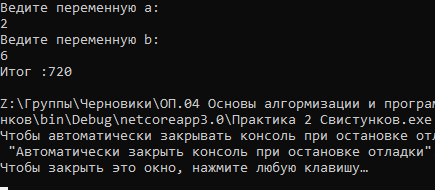 Ведите переменную a:
2
Ведите переменную b:
6
Итог :720
Z:\Группы\Черновики\ОП.04 Основы алгормизации и програм
нков\bin\Debug\netcoreapp3.0\Практика 2 Свистунков.exe
Чтобы автоматически закрывать консоль при остановке отл
"Автоматически закрыть консоль при остановке отладки"
Чтобы закрыть это окно, нажмите любую клавишу…